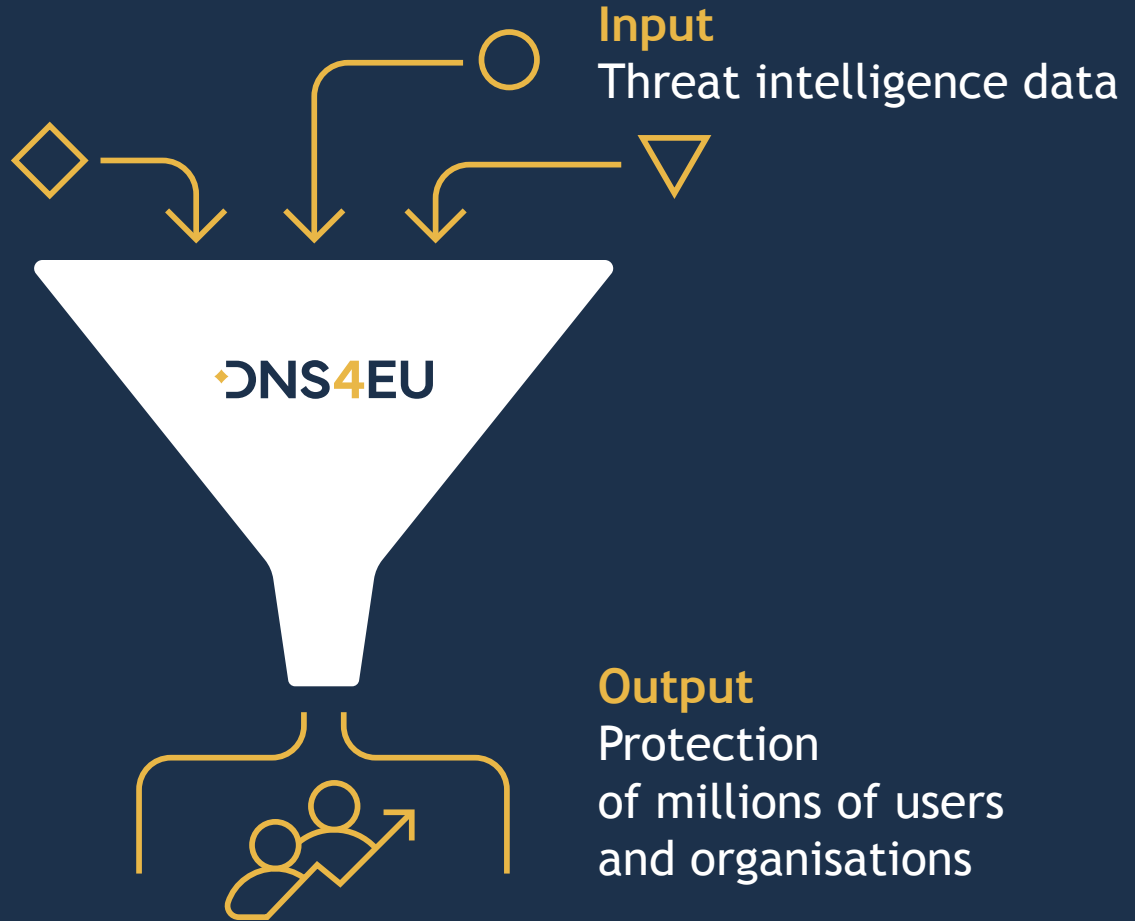 Input
Threat intelligence data
DNS4EU
Output
Protection
of millions of users
and organisations